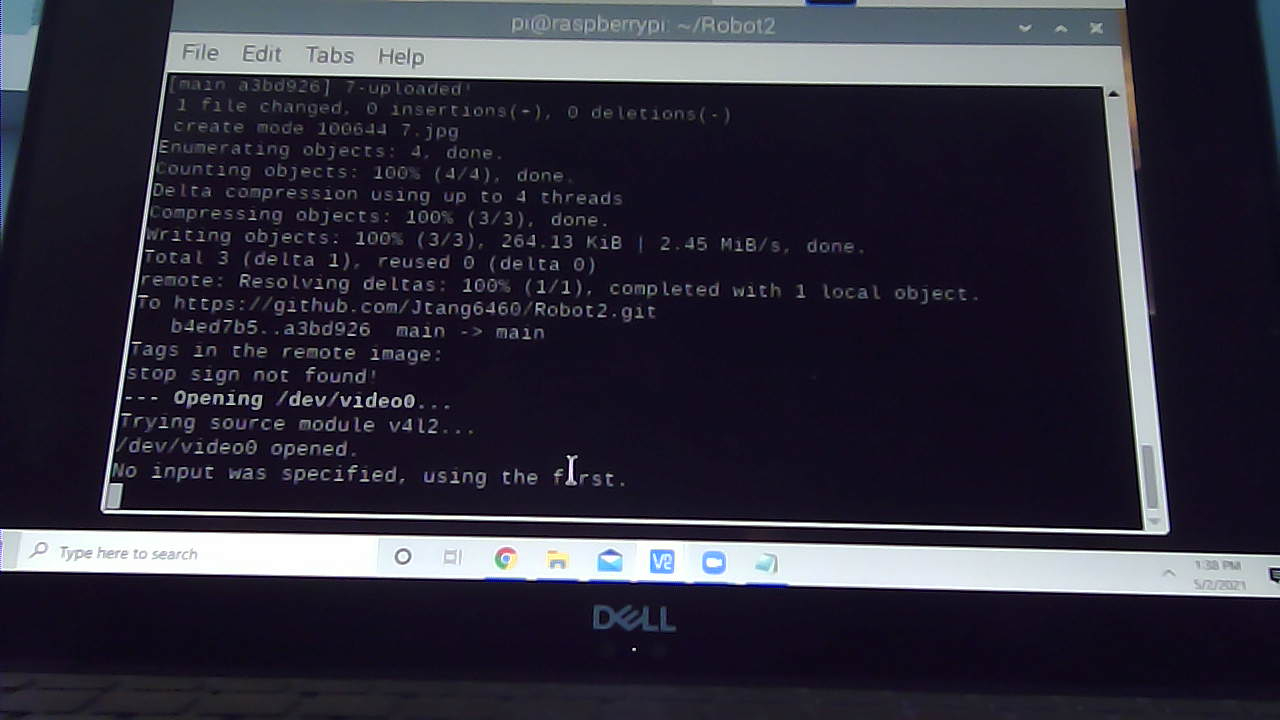 pi@raspberrypi: ~/Robot2
File Edit Tabs Help
[main a3bd926] 7-uploaded!
1 file changed, 0 insertions(+), 0 deletions(-)
create mode 100644 7.jpg
Enumerating objects: 4, done.
Counting objects: 100% (4/4), done.
Delta compression using up to 4 threads
Compressing objects: 100% (3/3), done.
Writing objects: 100% (3/3), 264.13 KiB | 2.45 MiB/s, done.
Total 3 (delta 1), reused 0 (delta 0)
remote: Resolving deltas: 100% (1/1), completed with 1 local object.
To https://github.com/Jtang6460/Robot2.git
b4ed7b5..a3bd926 main -> main
Tags in the remote image:
stop sign not found!
--- Opening /dev/video0...
Trying source module v4l2...
/dev/video0 opened.
No input was specified, using the first.
Type here to search
V2
1:38 PM
5/2/2021
DELL